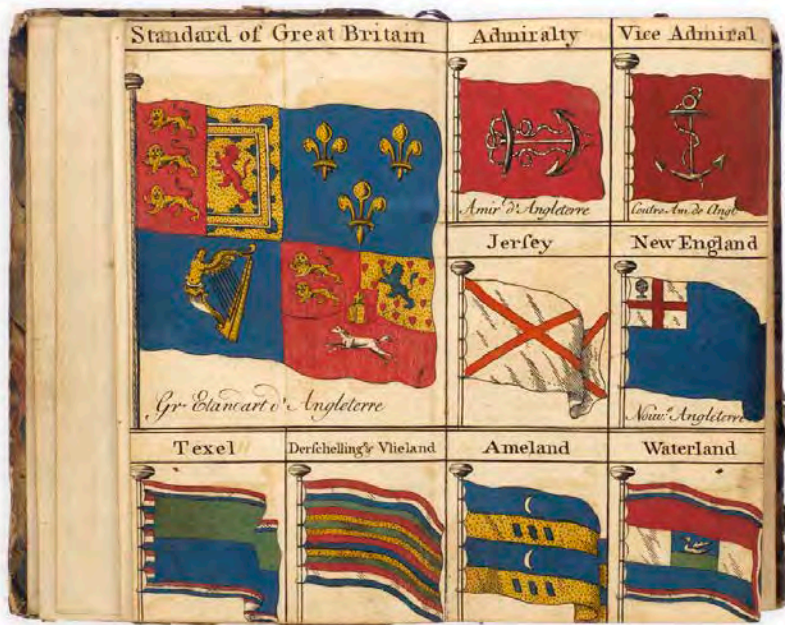 Standard of Great Britain
Admiralty
Vice Admiral
Gr. Etandart d'Angleterre
Amir.l d'Angleterre
Contre Am. de Angl
Jerſey
New England
Nouv.e Angleterre
Texel
Derſchelling & Vlieland
Ameland
Waterland